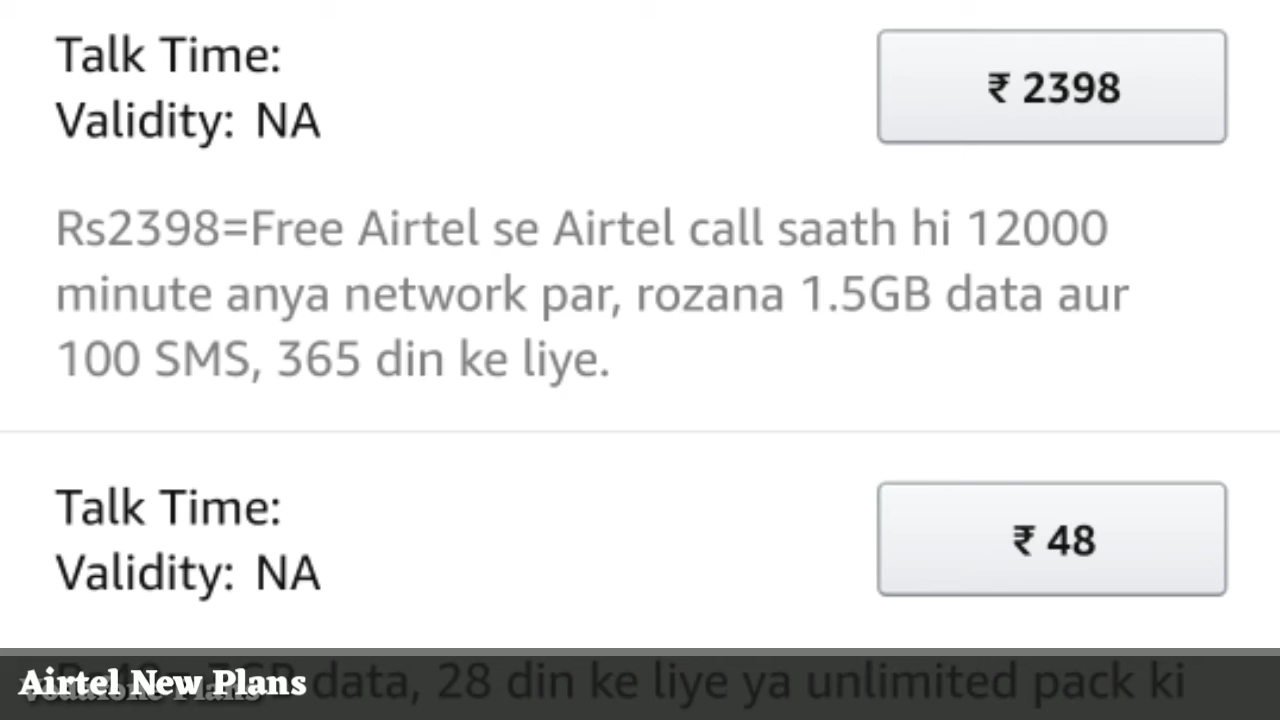 Talk Time:
Validity: NA
₹ 2398
Rs2398=Free Airtel se Airtel call saath hi 12000
minute anya network par, rozana 1.5GB data aur
100 SMS, 365 din ke liye.
Talk Time:
Validity: NA
₹ 48
data, 28 din ke liye ya unlimited pack ki
Airtel New Plans